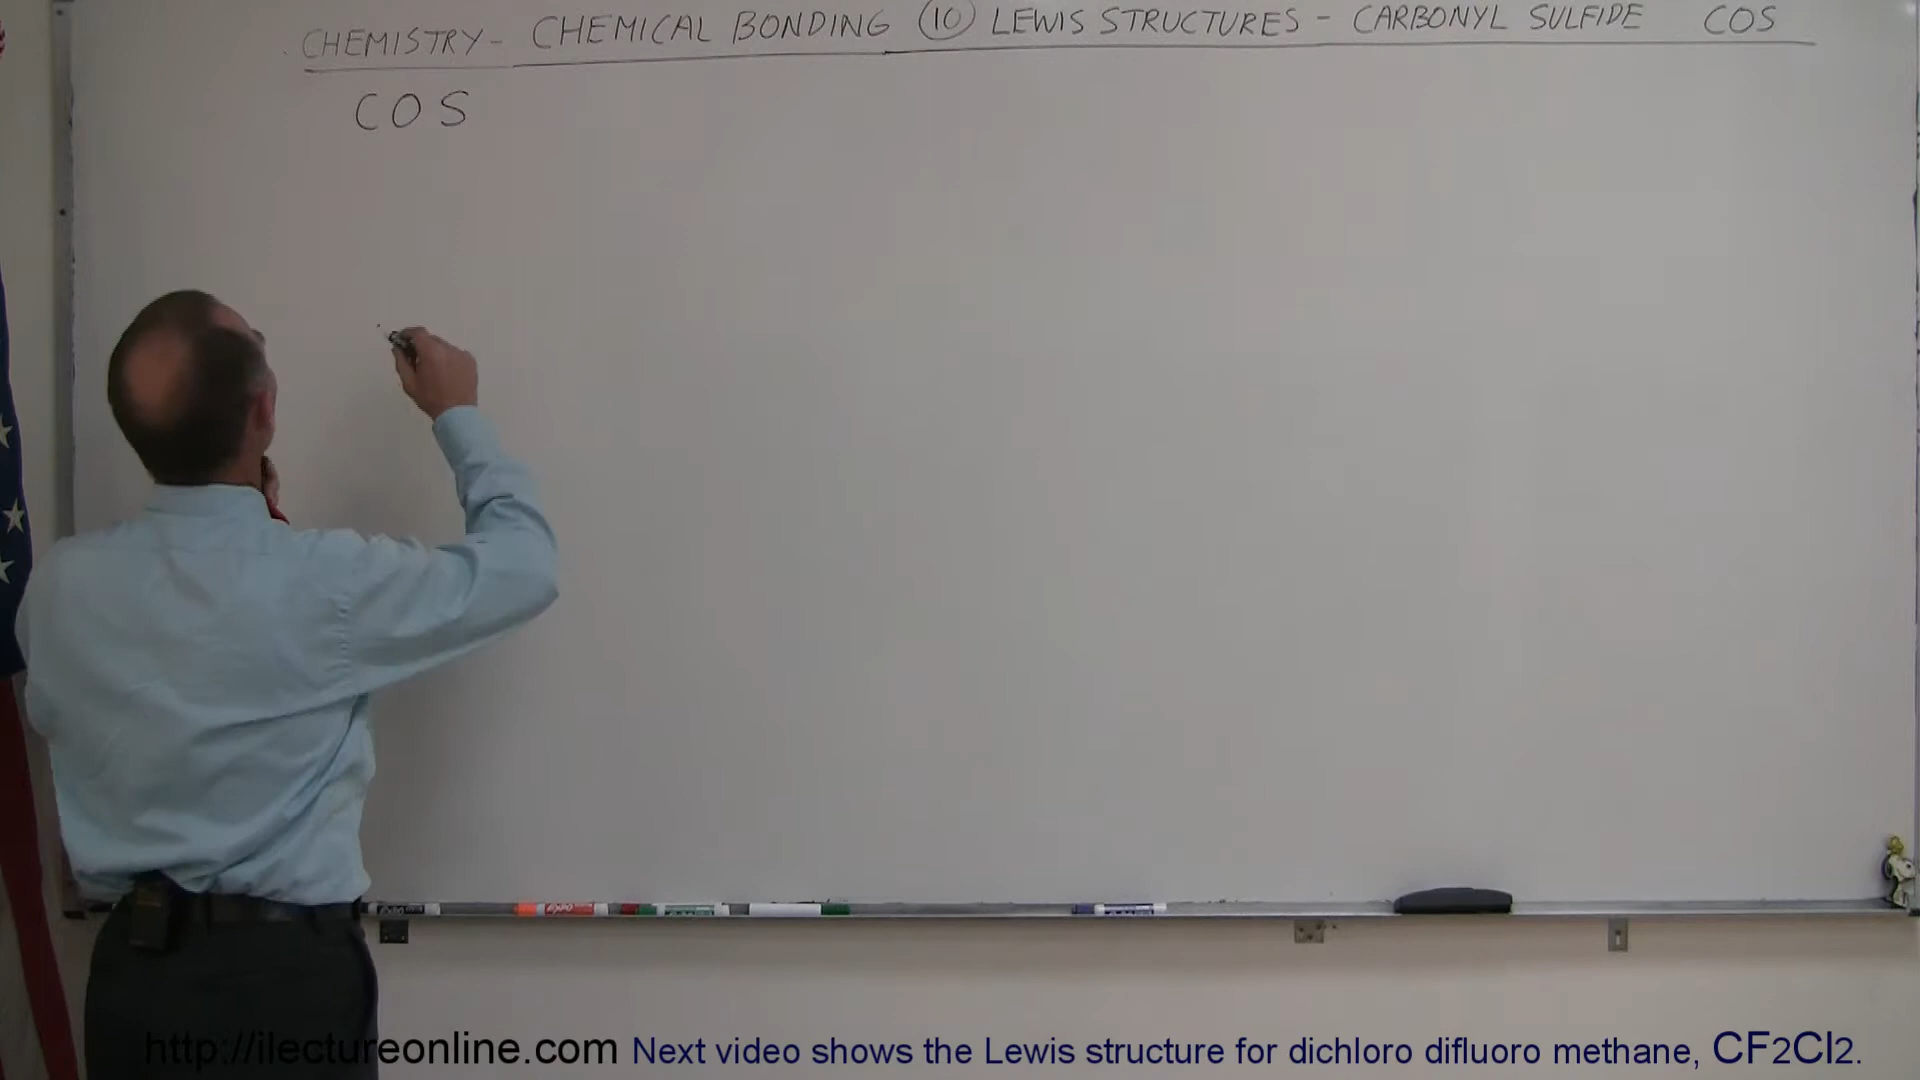 CHEMISTRY - CHEMICAL BONDING 10 LEWIS STRUCTURES - CARBONYL SULFIDE COS
COS
EXPO
http://ilectureonline.com Next video shows the Lewis structure for dichloro difluoro methane, CF2Cl2.